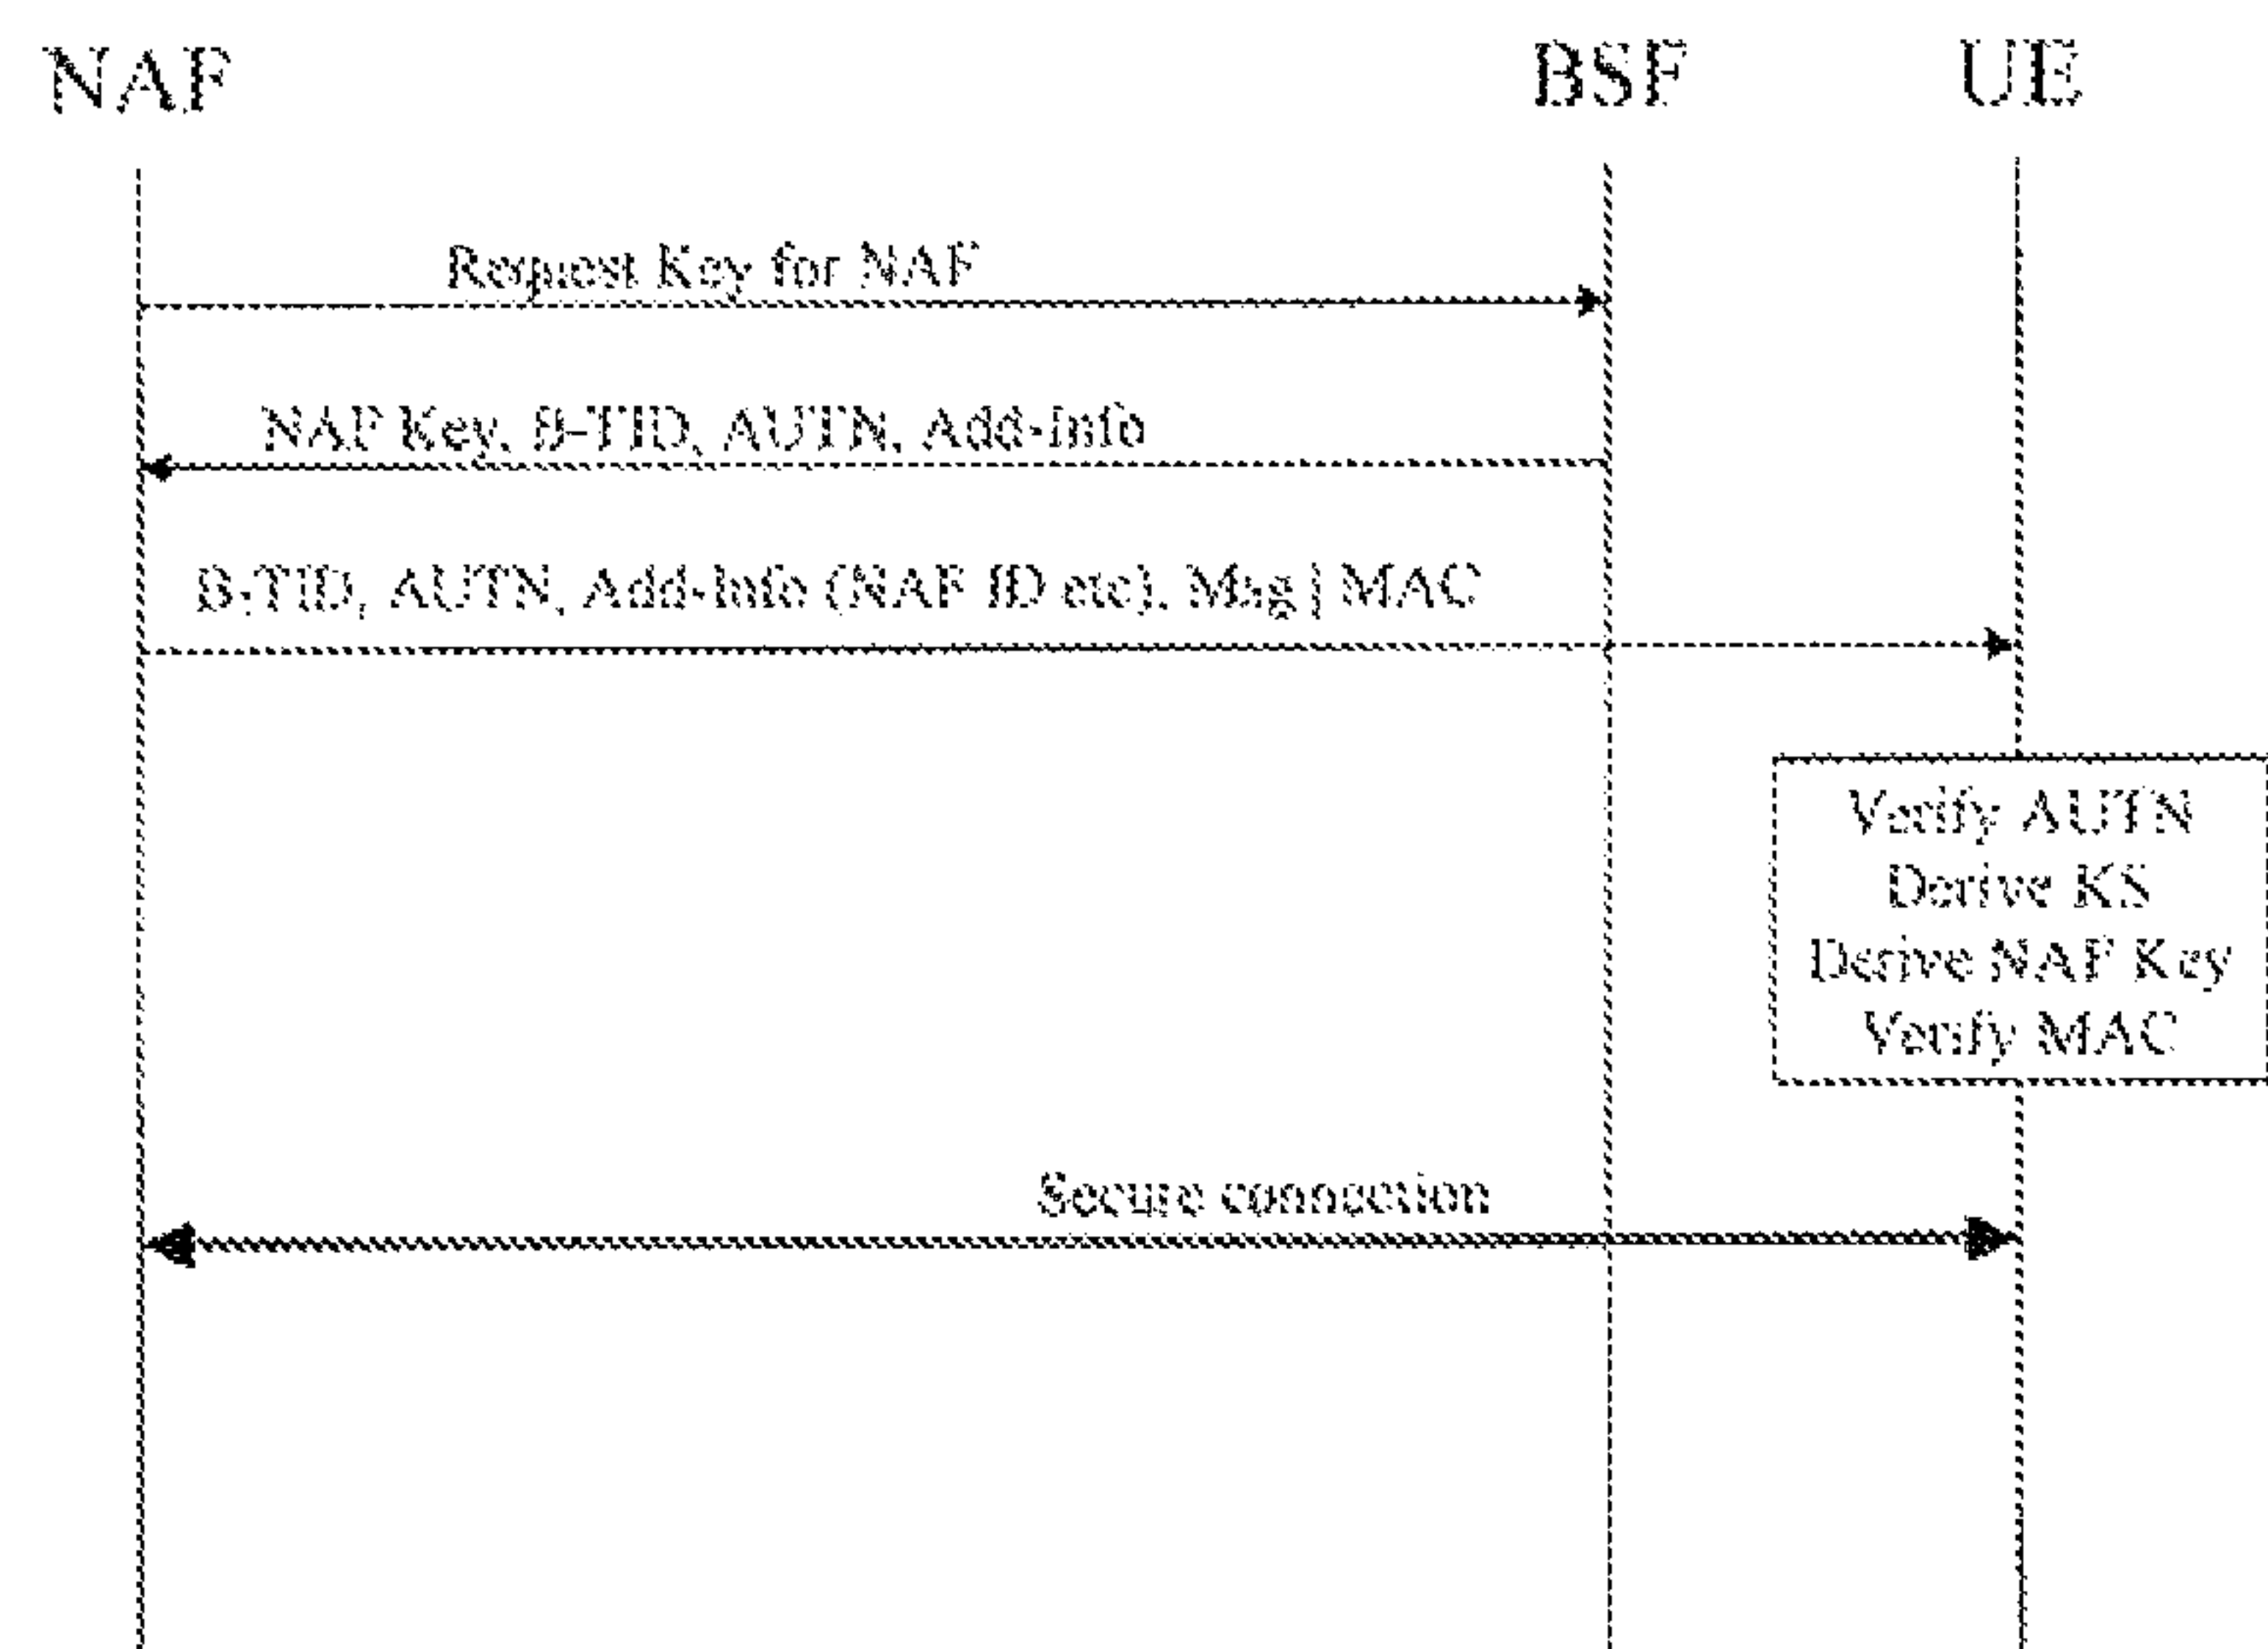 NAF BSF UE
Request Key for NAF
NAF Key, B-TID, AUTN, Add-Info
B-TID, AUTN, Add-Info (NAF ID etc), Msg | MAC
Verify AUTN
Derive KS
Derive NAF Key
Verify MAC
Secure connection